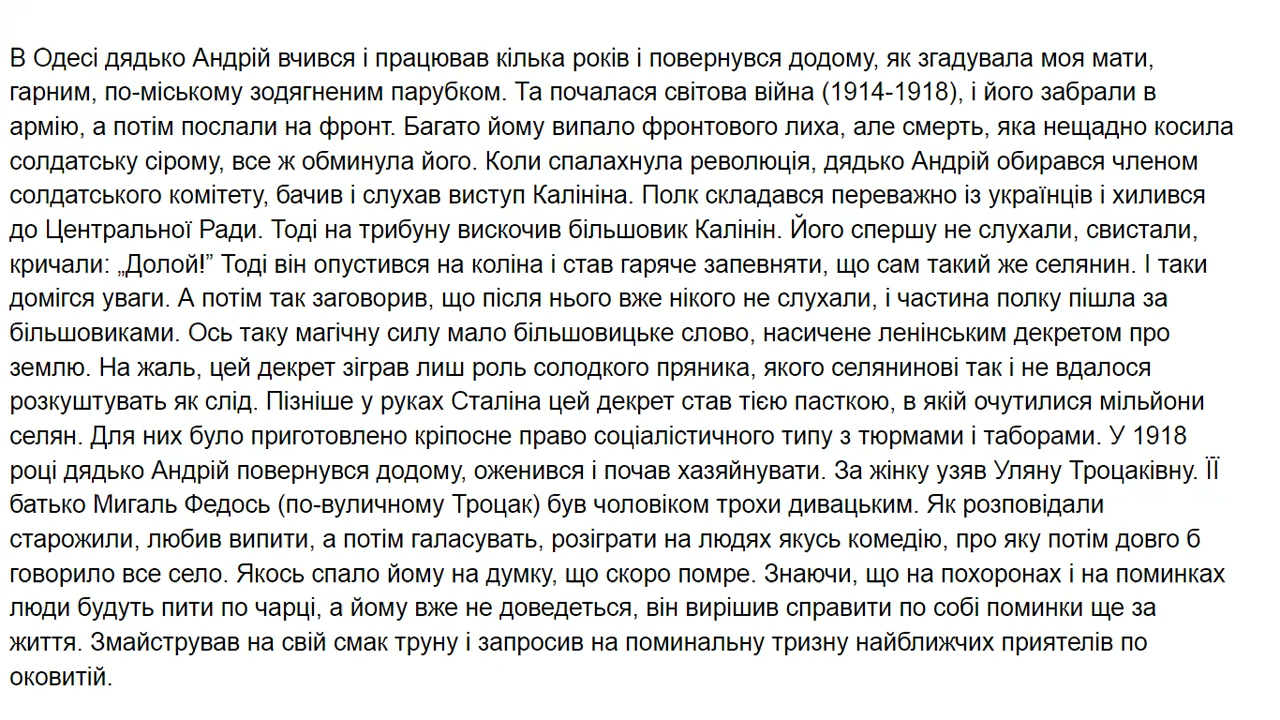 В Одесі дядько Андрій вчився і працював кілька років і повернувся додому, як згадувала моя мати,
гарним, по-міському зодягненим парубком. Та почалася світова війна (1914-1918), і його забрали в
армію, а потім послали на фронт. Багато йому випало фронтового лиха, але смерть, яка нещадно косила
солдатську сірому, все ж обминула його. Коли спалахнула революція, дядько Андрій обирався членом
солдатського комітету, бачив і слухав виступ Калініна. Полк складався переважно із українців і хилився
до Центральної Ради. Тоді на трибуну вискочив більшовик Калінін. Його спершу не слухали, свистали,
кричали: „Долой!” Тоді він опустився на коліна і став гаряче запевняти, що сам такий же селянин. І таки
домігся уваги. А потім так заговорив, що після нього вже нікого не слухали, і частина полку пішла за
більшовиками. Ось таку магічну силу мало більшовицьке слово, насичене ленінським декретом про
землю. На жаль, цей декрет зіграв лиш роль солодкого пряника, якого селянинові так і не вдалося
розкуштувать як слід. Пізніше у руках Сталіна цей декрет став тією пасткою, в якій очутилися мільйони
селян. Для них було приготовлено кріпосне право соціалістичного типу з тюрмами і таборами. У 1918
році дядько Андрій повернувся додому, оженився і почав хазяйнувати. За жінку узяв Уляну Троцаківну. ЇЇ
батько Мигаль Федось (по-вуличному Троцак) був чоловіком трохи дивацьким. Як розповідали
старожили, любив випити, а потім галасувать, розіграти на людях якусь комедію, про яку потім довго б
говорило все село. Якось спало йому на думку, що скоро помре. Знаючи, що на похоронах і на поминках
люди будуть пити по чарці, а йому вже не доведеться, він вирішив справити по собі поминки ще за
життя. Змайстрував на свій смак труну і запросив на поминальну тризну найближчих приятелів по
оковитій.